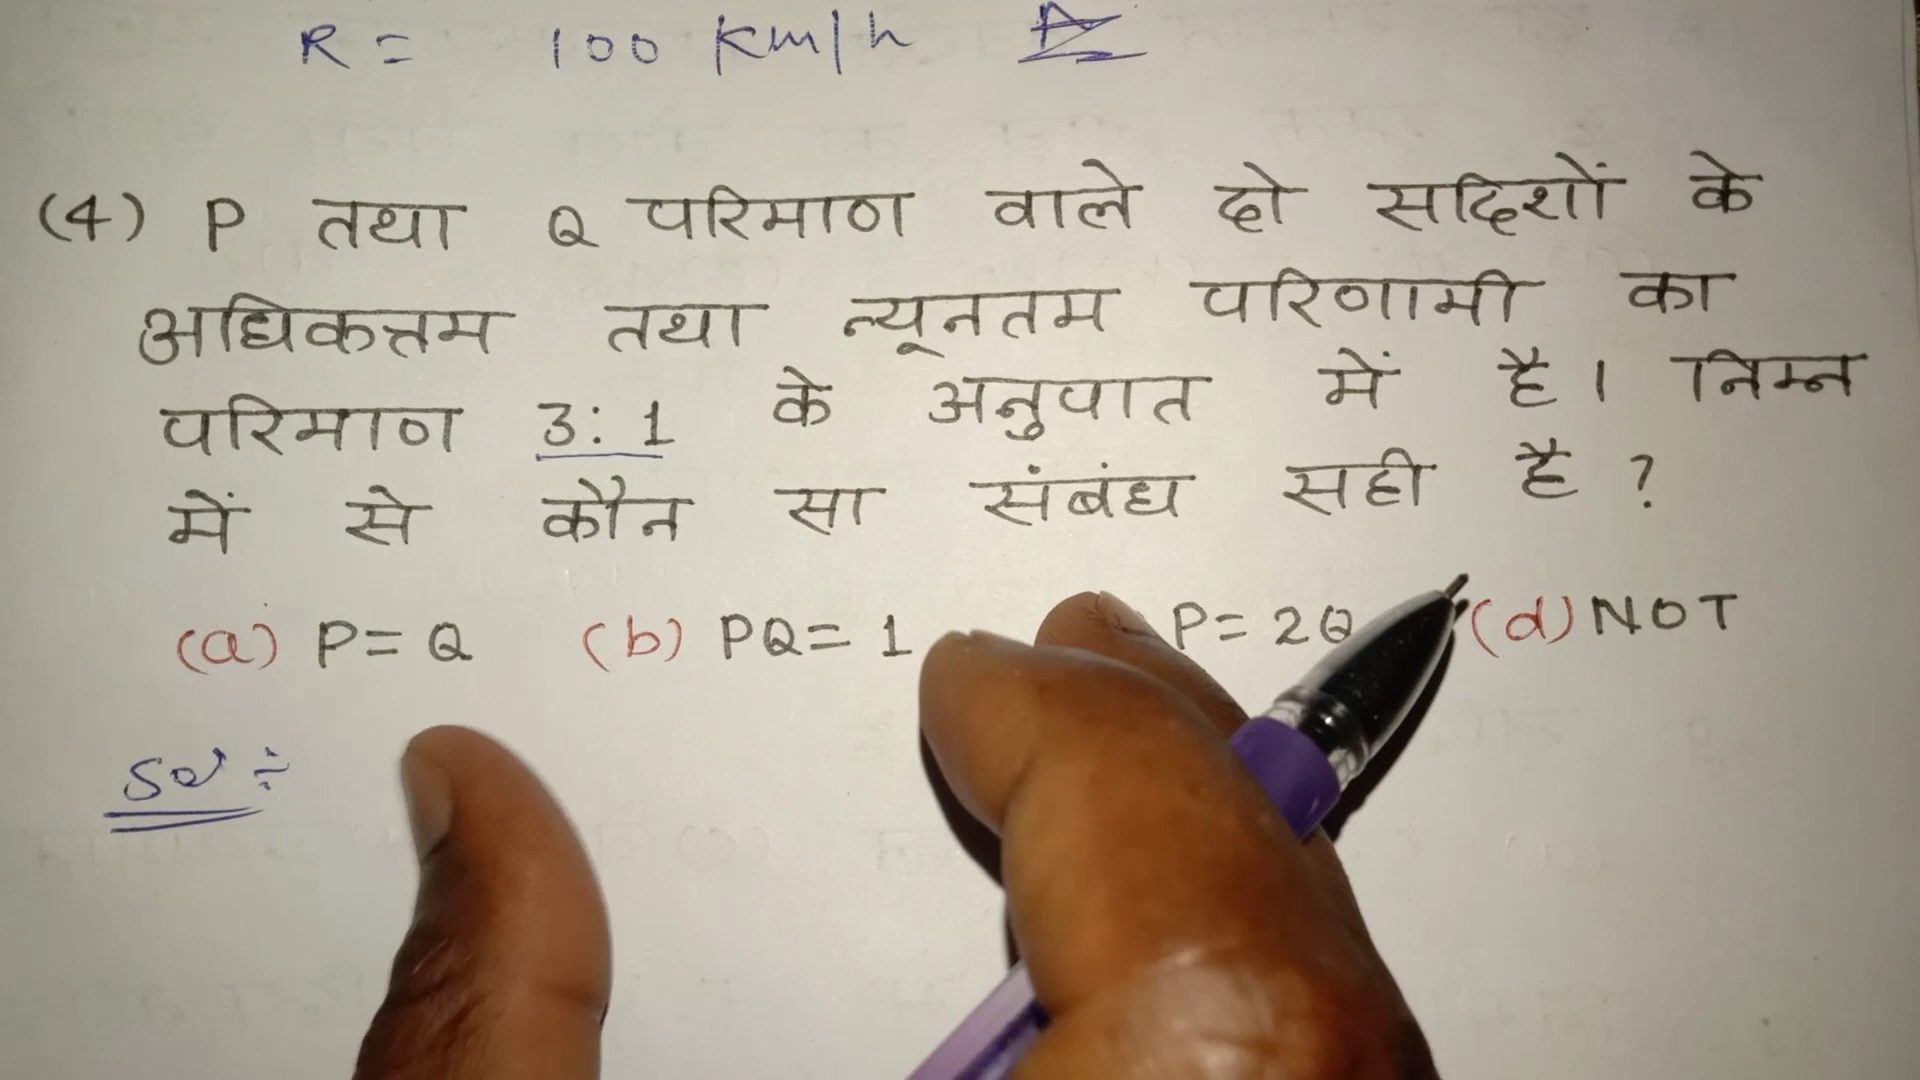 R = 100 Km/h
(4) P तथा Q परिमाण वाले दो सदिशों के
अधिकत्तम तथा न्यूनतम परिणामी का
परिमाण 3:1 के अनुपात में है। निम्न
में से कौन सा संबंध सही है ?
(a) P=Q (b) PQ=1 P=2Q (d) NOT
Sol ÷